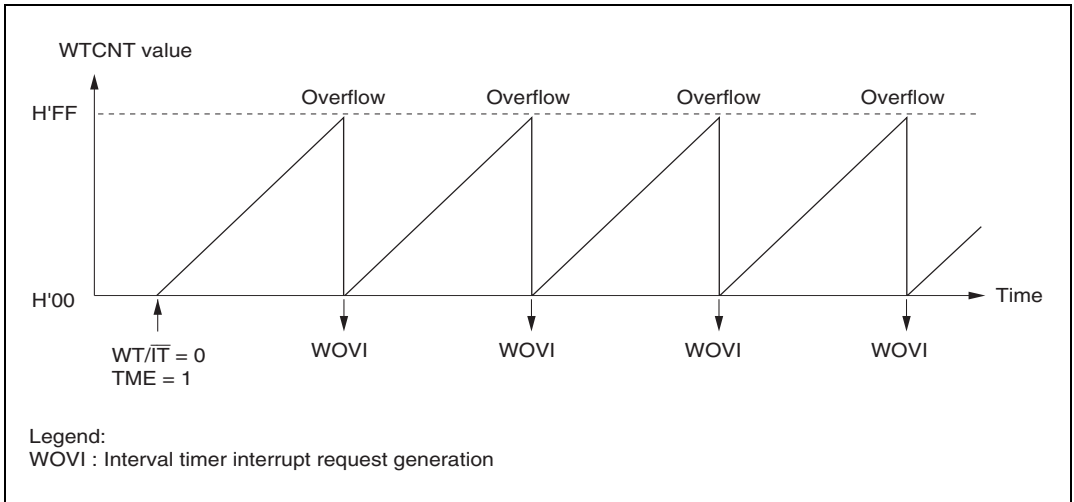 WTCNT value
Overflow Overflow Overflow Overflow
H'FF
H'00
Time
WT/I̅T̅ = 0
TME = 1
WOVI WOVI WOVI WOVI
Legend:
WOVI : Interval timer interrupt request generation